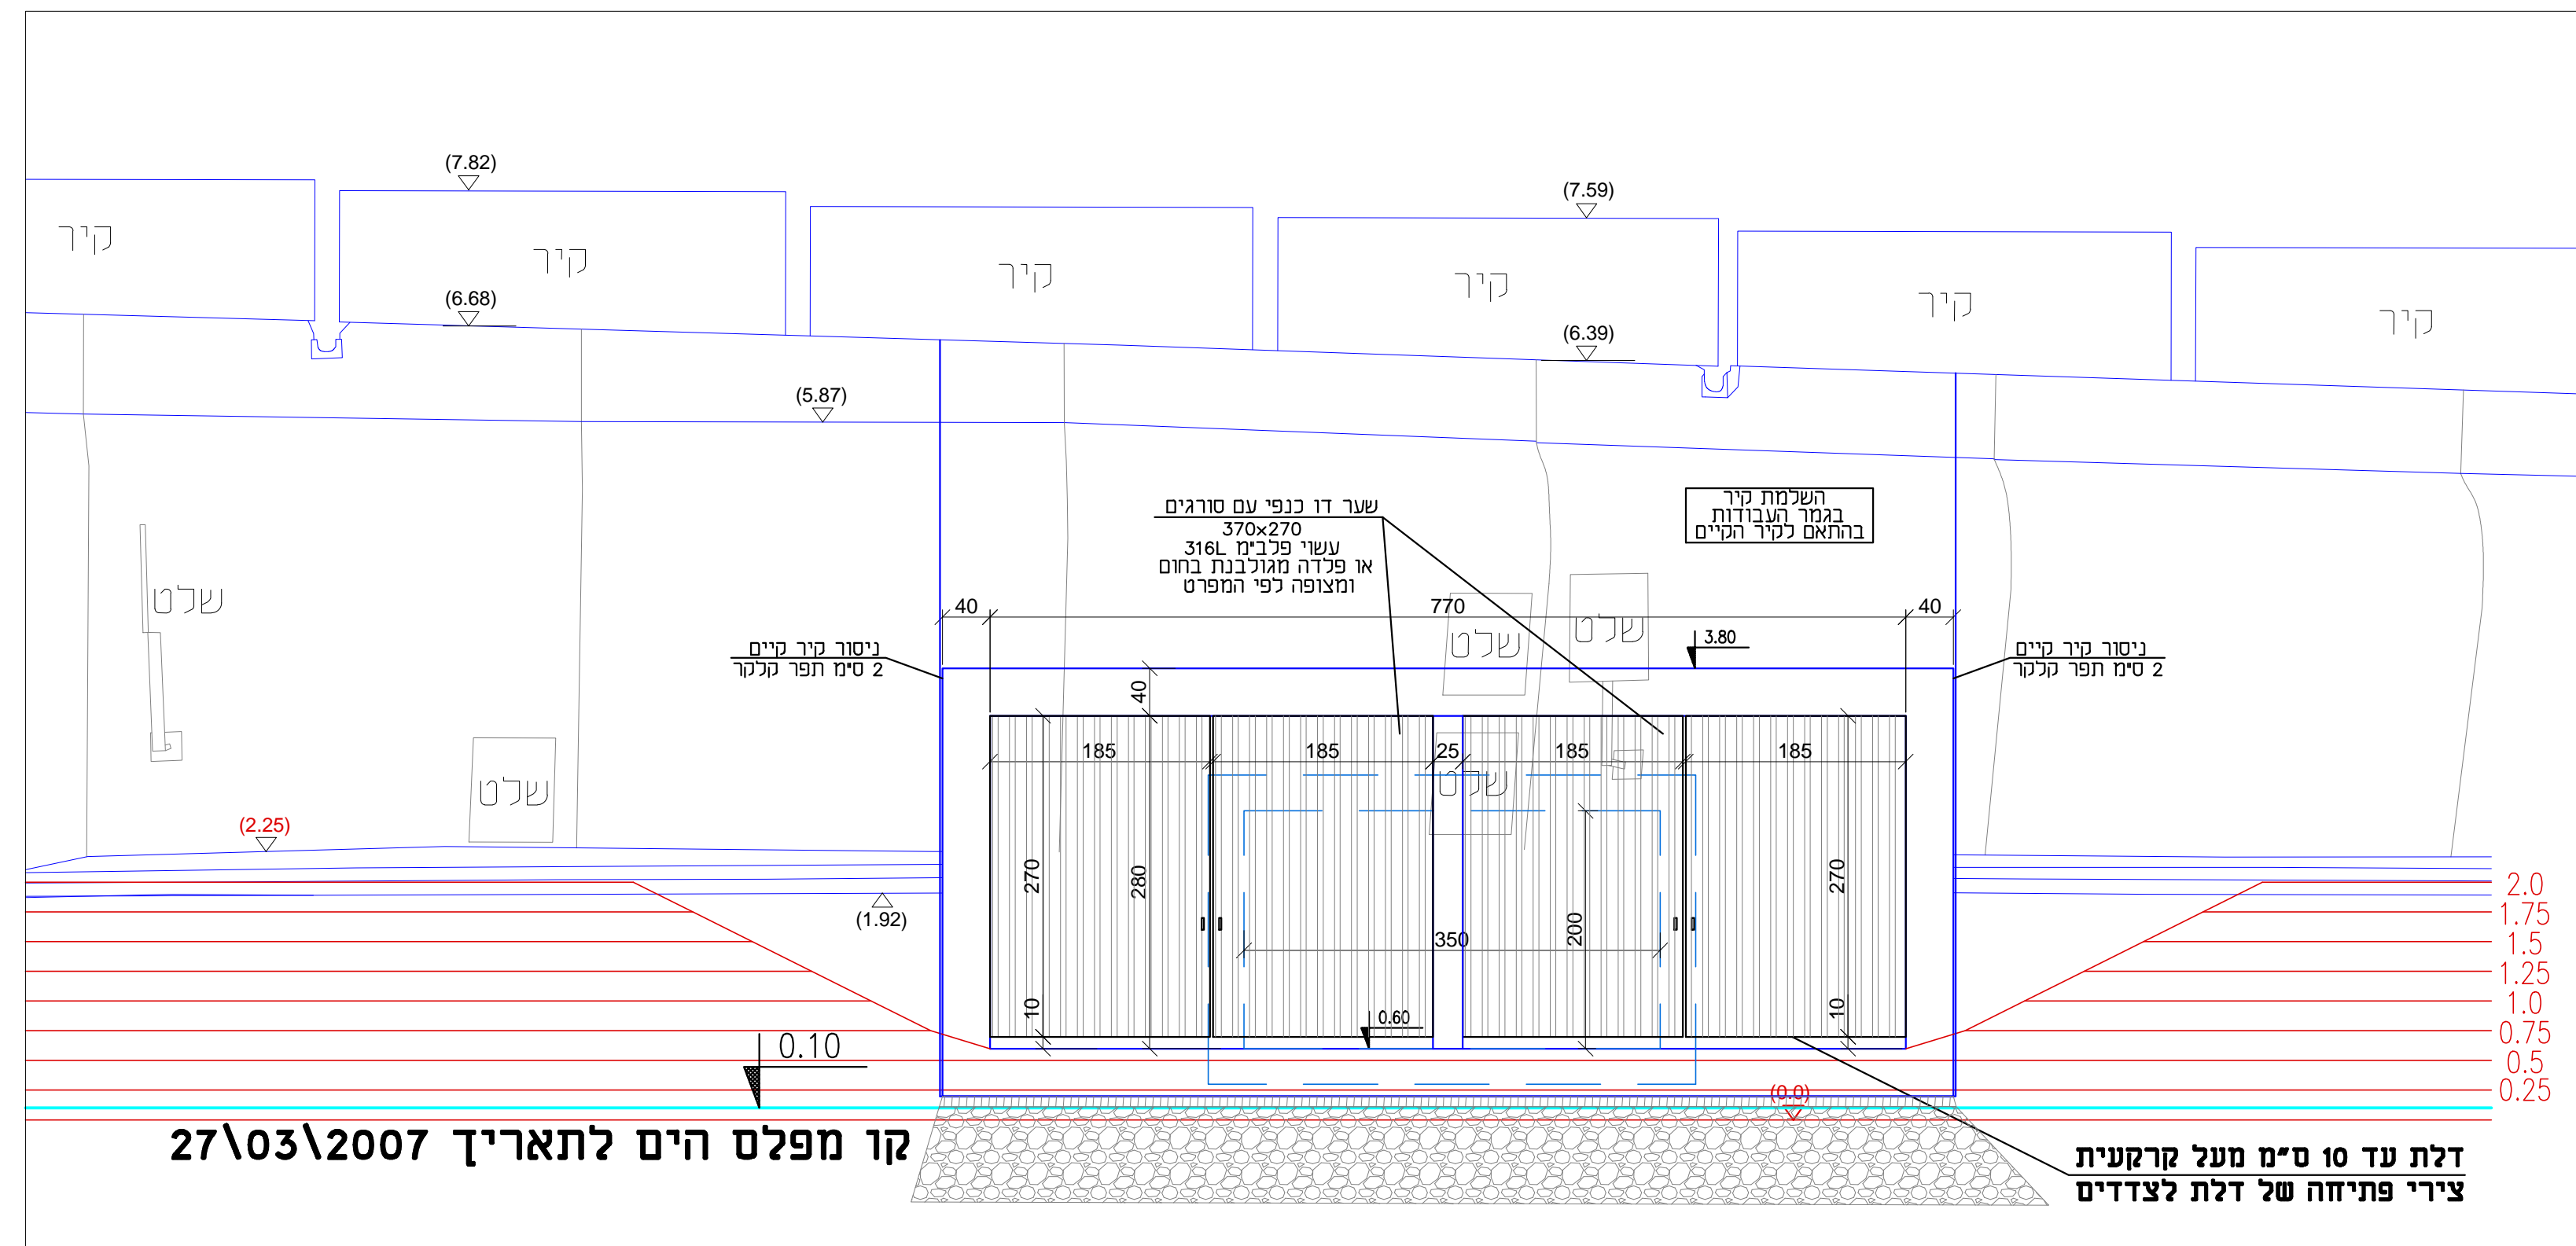 (7.82)
(7.59)
קיר
קיר
קיר
קיר
קיר
קיר
(6.68)
(6.39)
(5.87)
שער דו כנפי עם סורגים
370x270
עשוי פלב"מ 316L
או פלדה מגולבנת בחום
ומצופה לפי המפרט
השלמת קיר
בגמר העבודות
בהתאם לקיר הקיים
שלט
שלט
שלט
שלט
שלט
40
770
40
3.80
ניסור קיר קיים
2 ס"מ תפר קלקר
ניסור קיר קיים
2 ס"מ תפר קלקר
40
185
185
25
185
185
(2.25)
270
280
200
270
350
(1.92)
10
10
0.60
0.10
(0.0)
2.0
1.75
1.5
1.25
1.0
0.75
0.5
0.25
קו מפלס הים לתאריך 27\03\2007
דלת עד 10 ס"מ מעל קרקעית
צירי פתיחה של דלת לצדדים